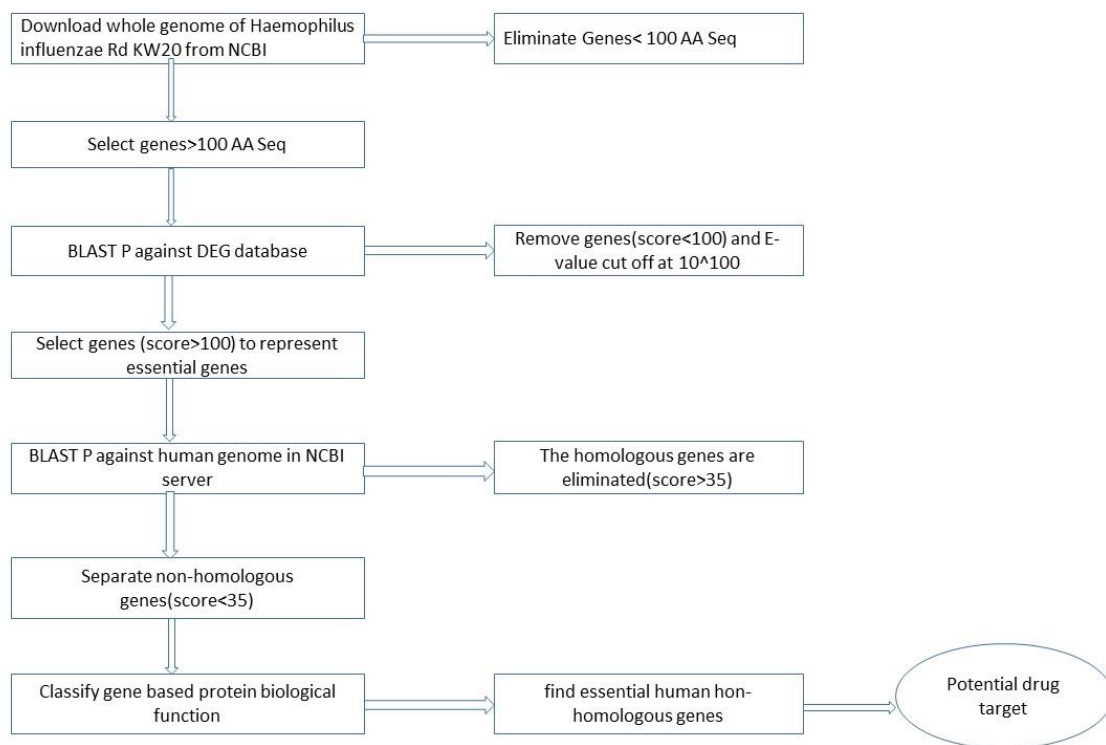 Download whole genome of Haemophilus
influenzae Rd KW20 from NCBI
Eliminate Genes< 100 AA Seq
Select genes>100 AA Seq
BLAST P against DEG database
Remove genes(score<100) and E-
value cut off at 10^100
Select genes (score>100) to represent
essential genes
BLAST P against human genome in NCBI
server
The homologous genes are
eliminated(score>35)
Separate non-homologous
genes(score<35)
Classify gene based protein biological
function
find essential human hon-
homologous genes
Potential drug
target